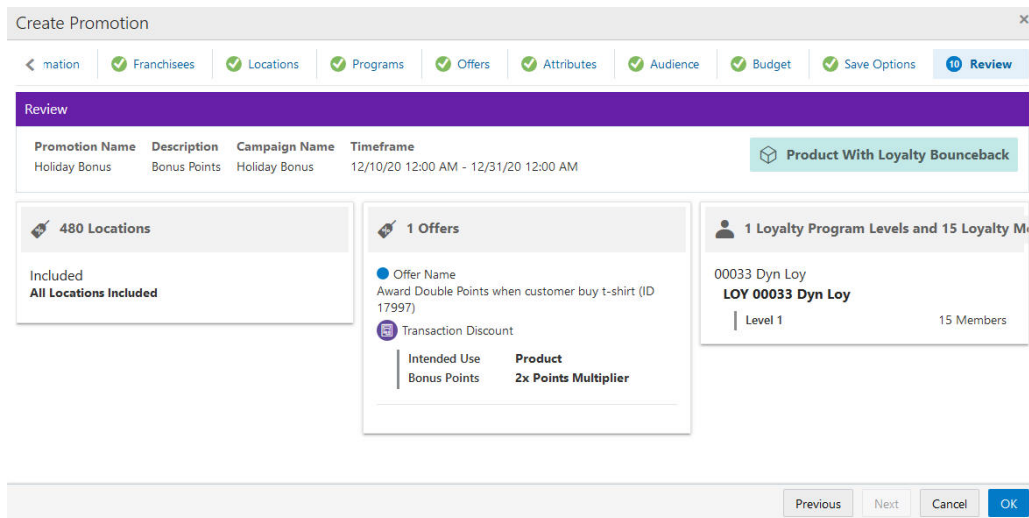 Create Promotion
mation Franchisees Locations Programs Offers Attributes Audience Budget Save Options 10 Review
Review
Promotion Name Description Campaign Name Timeframe
Holiday Bonus Bonus Points Holiday Bonus 12/10/20 12:00 AM - 12/31/20 12:00 AM
Product With Loyalty Bounceback
480 Locations
Included
All Locations Included
1 Offers
Offer Name
Award Double Points when customer buy t-shirt (ID
17997)
Transaction Discount
Intended Use Product
Bonus Points 2x Points Multiplier
1 Loyalty Program Levels and 15 Loyalty M
00033 Dyn Loy
LOY 00033 Dyn Loy
Level 1 15 Members
Previous Next Cancel OK